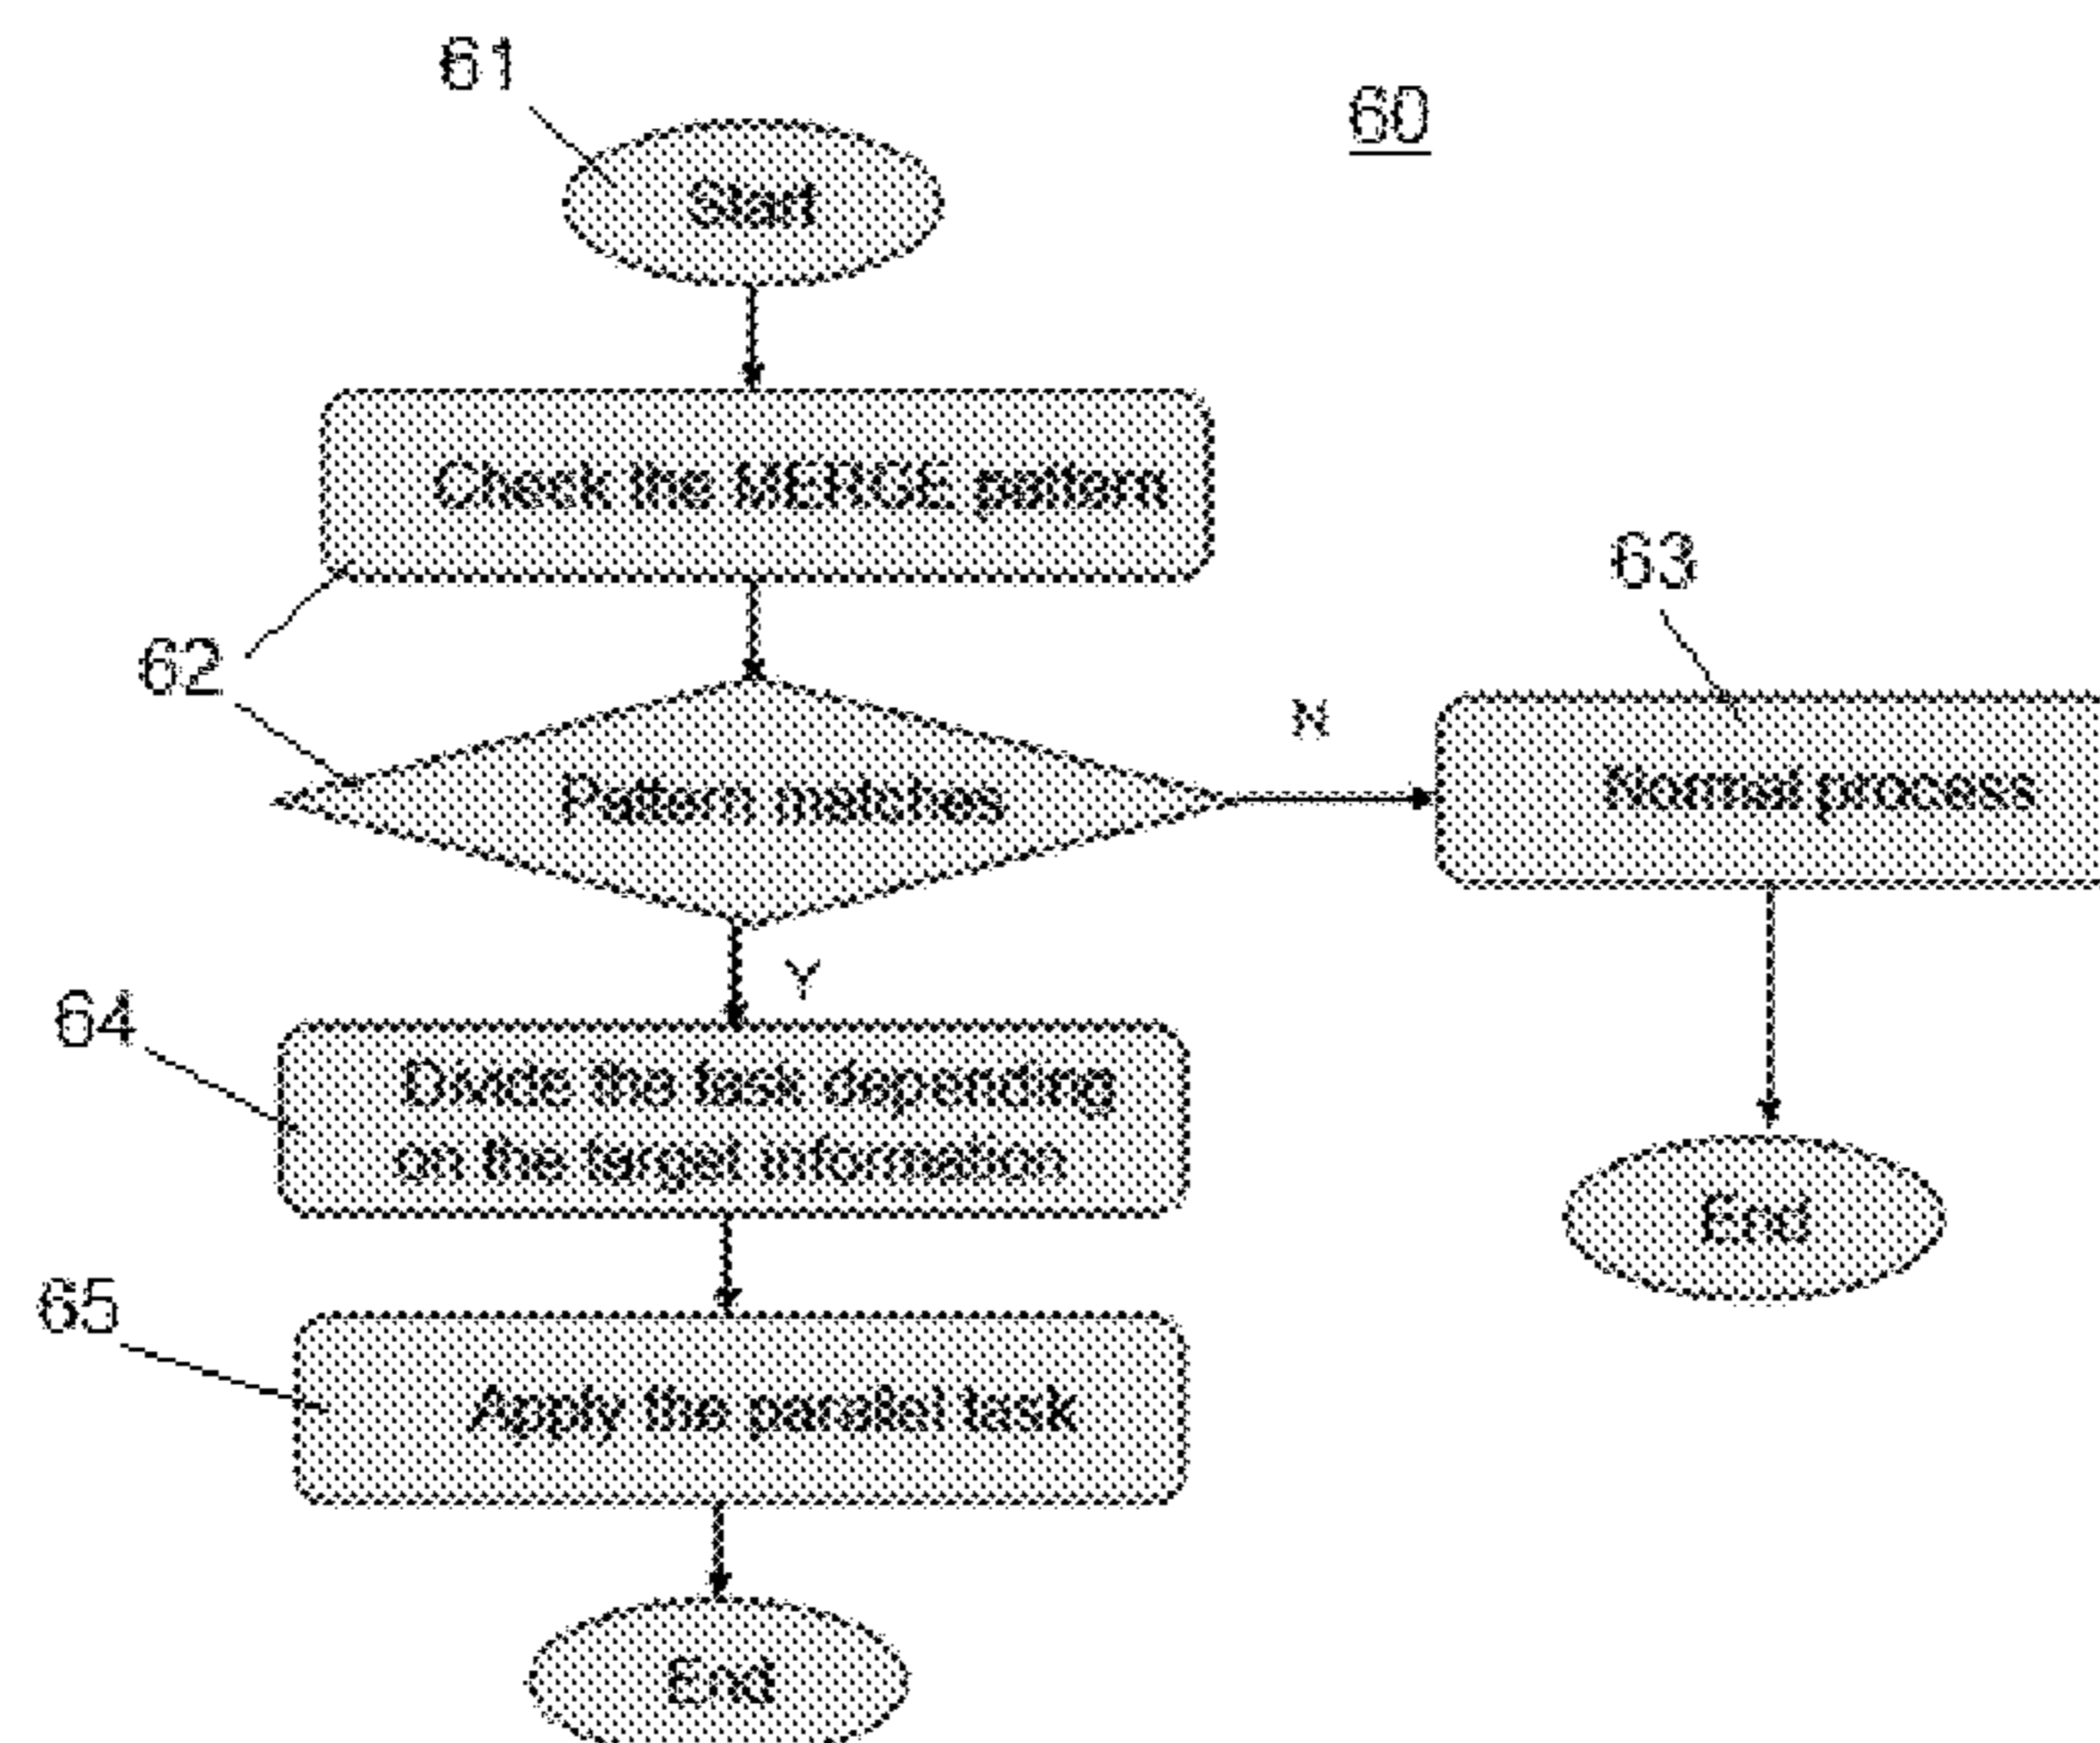 61
60
Start
Check the MERGE pattern
63
62
N
Pattern matches
Normal process
Y
64
Divide the task depending
on the target information
End
65
Apply the parallel task
End